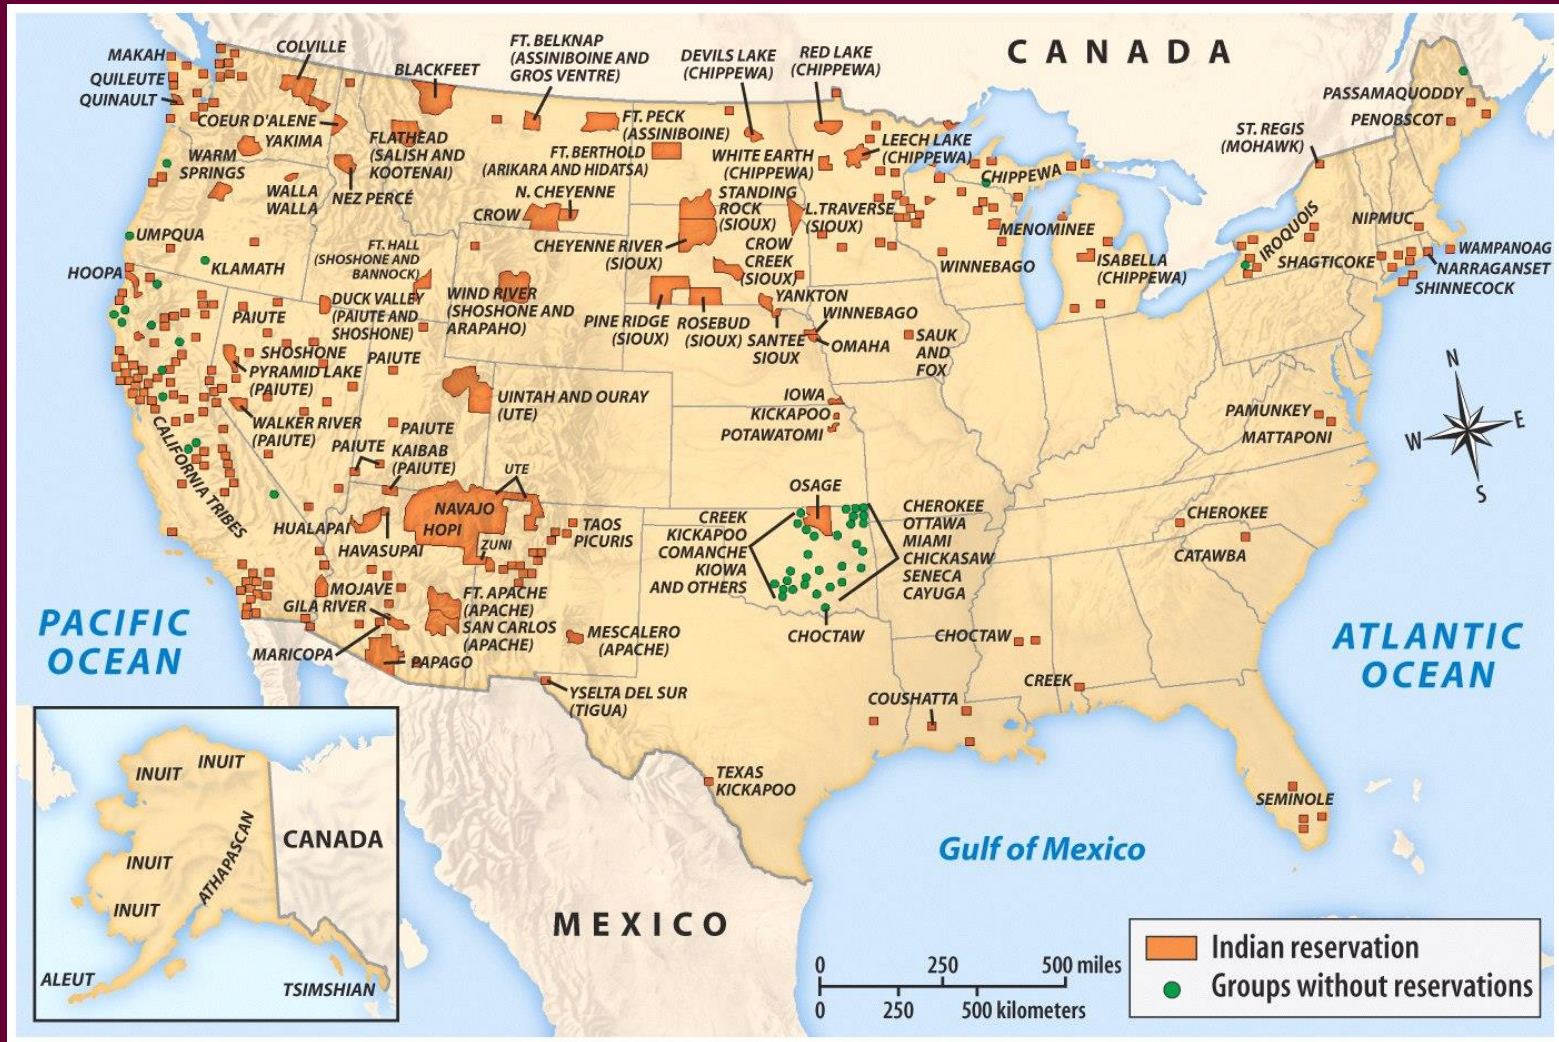 CANADA
MAKAH
QUILEUTE
QUINAULT
COLVILLE
BLACKFEET
FT. BELKNAP
(ASSINIBOINE AND
GROS VENTRE)
DEVILS LAKE
(CHIPPEWA)
RED LAKE
(CHIPPEWA)
COEUR D'ALENE
YAKIMA
WARM
SPRINGS
WALLA
WALLA
NEZ PERCÉ
FLATHEAD
(SALISH AND
KOOTENAI)
FT. PECK
(ASSINIBOINE)
FT. BERTHOLD
(ARIKARA AND HIDATSA)
WHITE EARTH
(CHIPPEWA)
LEECH LAKE
(CHIPPEWA)
CHIPPEWA
ST. REGIS
(MOHAWK)
PASSAMAQUODDY
PENOBSCOT
N. CHEYENNE
CROW
STANDING
ROCK
(SIOUX)
L.TRAVERSE
(SIOUX)
CHEYENNE RIVER
(SIOUX)
CROW
CREEK
(SIOUX)
MENOMINEE
WINNEBAGO
ISABELLA
(CHIPPEWA)
IROQUOIS
NIPMUC
SHAGTICOKE
WAMPANOAG
NARRAGANSET
SHINNECOCK
UMPQUA
KLAMATH
HOOPA
FT. HALL
(SHOSHONE AND
BANNOCK)
DUCK VALLEY
(PAIUTE AND
SHOSHONE)
PAIUTE
WIND RIVER
(SHOSHONE AND
ARAPAHO)
PINE RIDGE
(SIOUX)
ROSEBUD
(SIOUX)
YANKTON
SANTEE
SIOUX
WINNEBAGO
OMAHA
SAUK
AND
FOX
SHOSHONE
PYRAMID LAKE
(PAIUTE)
PAIUTE
WALKER RIVER
(PAIUTE)
UINTAH AND OURAY
(UTE)
IOWA
KICKAPOO
POTAWATOMI
PAMUNKEY
MATTAPONI
CALIFORNIA TRIBES
PAIUTE
PAIUTE
KAIBAB
(PAIUTE)
UTE
HUALAPAI
HAVASUPAI
NAVAJO
HOPI
ZUNI
TAOS
PICURIS
OSAGE
CREEK
KICKAPOO
COMANCHE
KIOWA
AND OTHERS
CHEROKEE
OTTAWA
MIAMI
CHICKASAW
SENECA
CAYUGA
CHOCTAW
CHEROKEE
CATAWBA
MOJAVE
GILA RIVER
MARICOPA
PAPAGO
FT. APACHE
(APACHE)
SAN CARLOS
(APACHE)
MESCALERO
(APACHE)
YSELTA DEL SUR
(TIGUA)
CHOCTAW
CREEK
COUSHATTA
TEXAS
KICKAPOO
SEMINOLE
PACIFIC
OCEAN
ATLANTIC
OCEAN
Gulf of Mexico
MEXICO
N
W
E
S
INUIT
INUIT
INUIT
INUIT
ATHAPASCAN
CANADA
ALEUT
TSIMSHIAN
0 250 500 miles
0 250 500 kilometers
Indian reservation
Groups without reservations